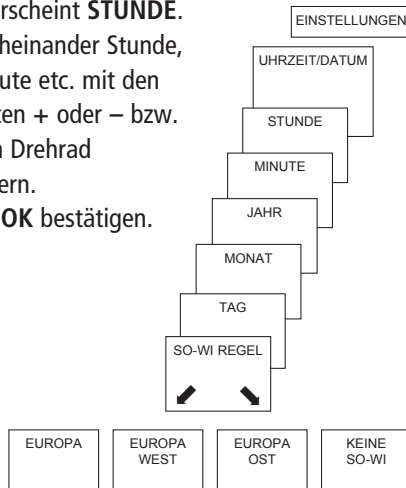 rscheint STUNDE.
heinander Stunde,
ute etc. mit den
ten + oder – bzw.
Drehrad
ern.
OK bestätigen.
EINSTELLUNGEN
UHRZEIT/DATUM
STUNDE
MINUTE
JAHR
MONAT
TAG
SO-WI REGEL
EUROPA
EUROPA
WEST
EUROPA
OST
KEINE
SO-WI